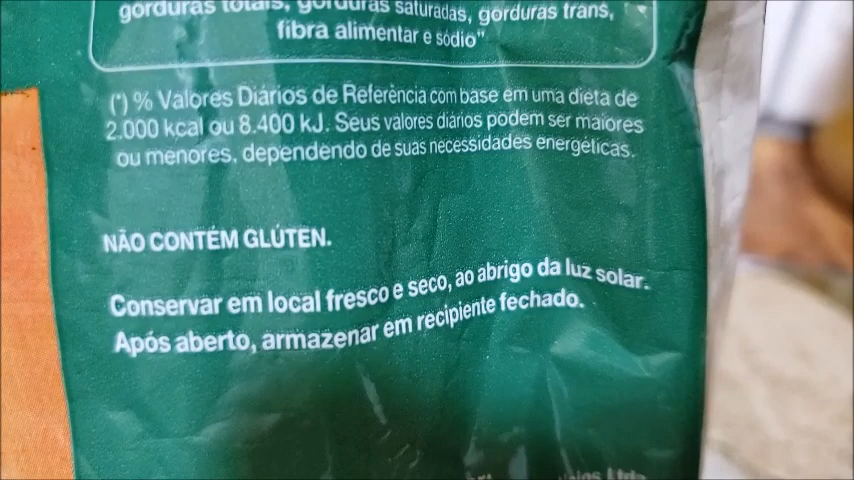 gorduras totais, gorduras saturadas, gorduras trans,
fibra alimentar e sódio"
(*) % Valores Diários de Referência com base em uma dieta de
2.000 kcal ou 8.400 kJ. Seus valores diários podem ser maiores
ou menores, dependendo de suas necessidades energéticas.
NÃO CONTÉM GLÚTEN.
Conservar em local fresco e seco, ao abrigo da luz solar.
Após aberto, armazenar em recipiente fechado.
Ltda